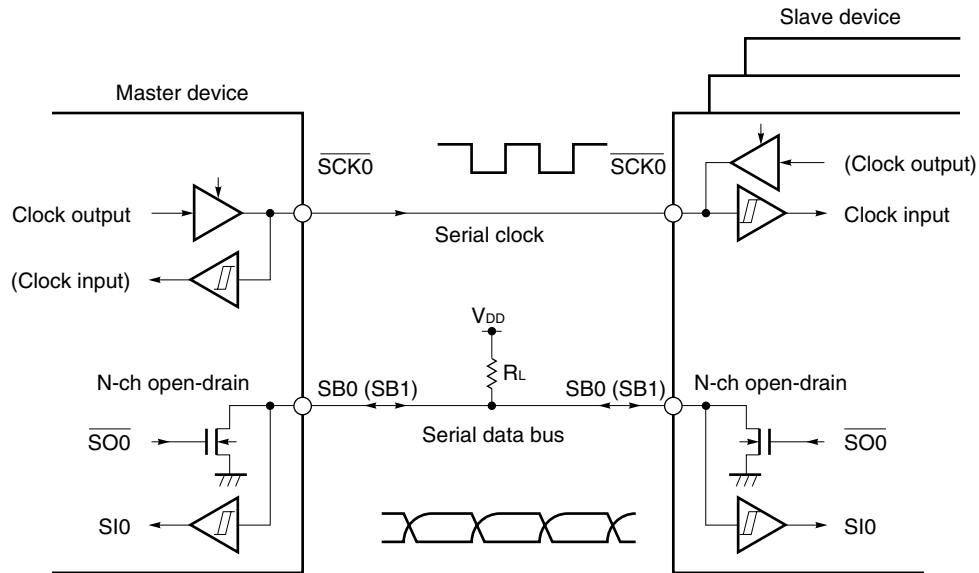 Slave device
Master device
SCK0
SCK0
(Clock output)
Clock output
Clock input
Serial clock
(Clock input)
VDD
RL
N-ch open-drain
SB0 (SB1)
SB0 (SB1)
N-ch open-drain
SO0
Serial data bus
SO0
SI0
SI0